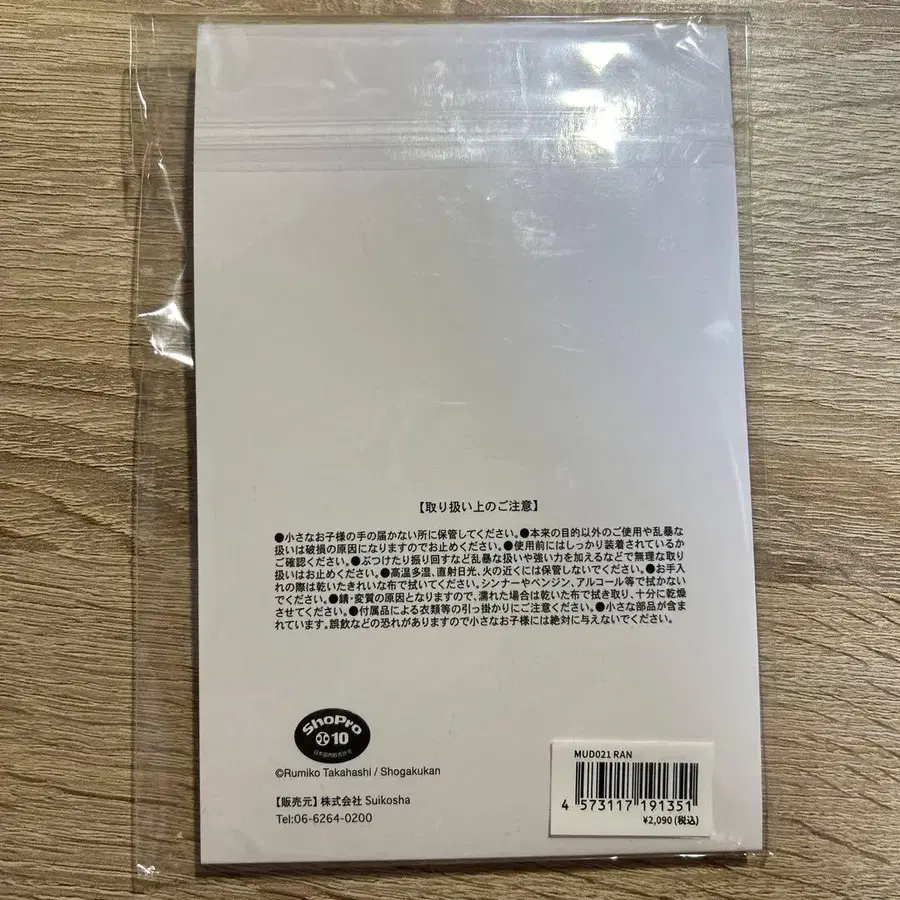 【取り扱い上のご注意】
●小さなお子様の手の届かない所に保管してください。●本来の目的以外のご使用や乱暴な
扱いは破損の原因になりますのでお止めください。●使用前にはしっかり装着されているか
ご確認ください。●ぶつけたり振り回すなど乱暴な扱いや強い力を加えるなどで無理な取り
扱いはお止めください。●高温多湿、直射日光、火の近くには保管しないでください。●お手入
れの際は乾いたきれいな布で拭いてください。シンナーやベンジン、アルコール等で拭かない
でください。●錆・変質の原因となりますので、濡れた場合は乾いた布で拭き取り、十分に乾燥
させてください。●付属品による衣類等の引っ掛かりにご注意ください。●小さな部品が含ま
れています。誤飲などの恐れがありますので小さなお子様には絶対に与えないでください。
ShoPro
10
日本国内販売許可
©Rumiko Takahashi / Shogakukan
【販売元】株式会社 Suikosha
Tel:06-6264-0200
MUD021 RAN
4 573117 191351
¥2,090(税込)